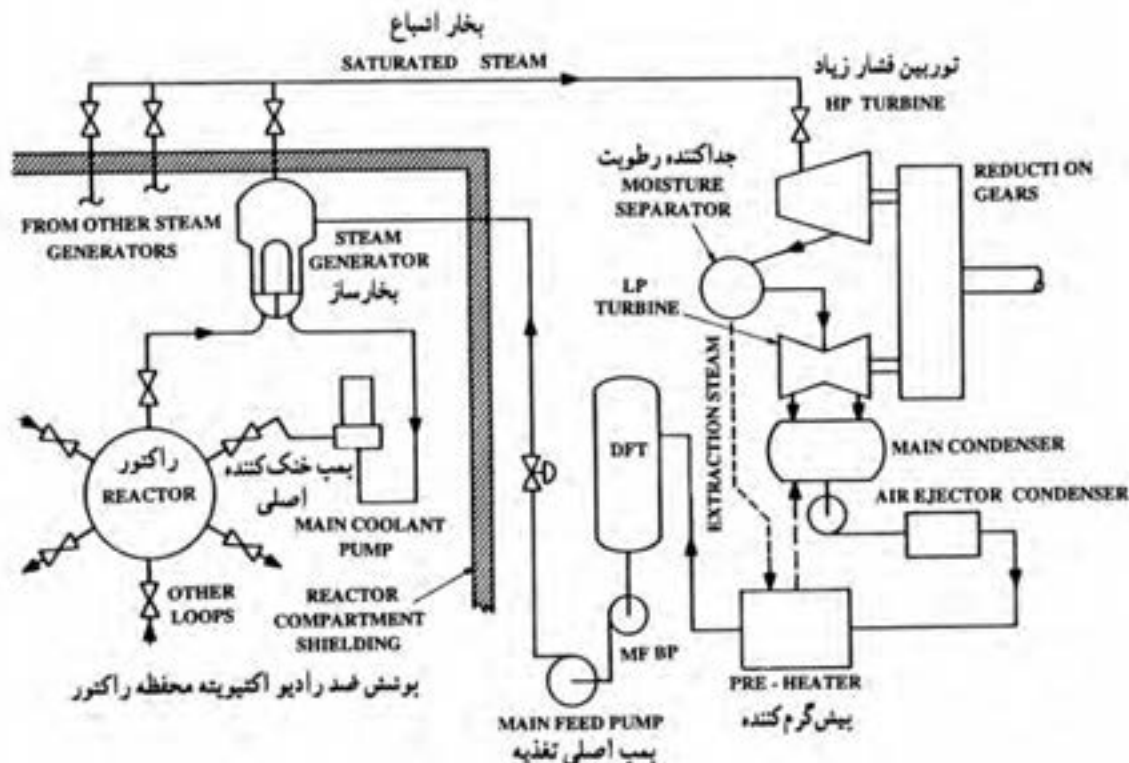 بخار اشباع
SATURATED STEAM
توربین فشار زیاد
HP TURBINE
جداکننده رطوبت
MOISTURE
SEPARATOR
REDUCTION
GEARS
FROM OTHER STEAM
GENERATORS
STEAM
GENERATOR
بخارساز
LP
TURBINE
EXTRACTION STEAM
DFT
MAIN CONDENSER
AIR EJECTOR CONDENSER
راکتور
REACTOR
پمپ خنک‌کننده
اصلی
MAIN COOLANT
PUMP
OTHER
LOOPS
REACTOR
COMPARTMENT
SHIELDING
پوشش ضد رادیو اکتیویته محفظه راکتور
MF BP
PRE - HEATER
پیش‌گرم‌کننده
MAIN FEED PUMP
پمپ اصلی تغذیه